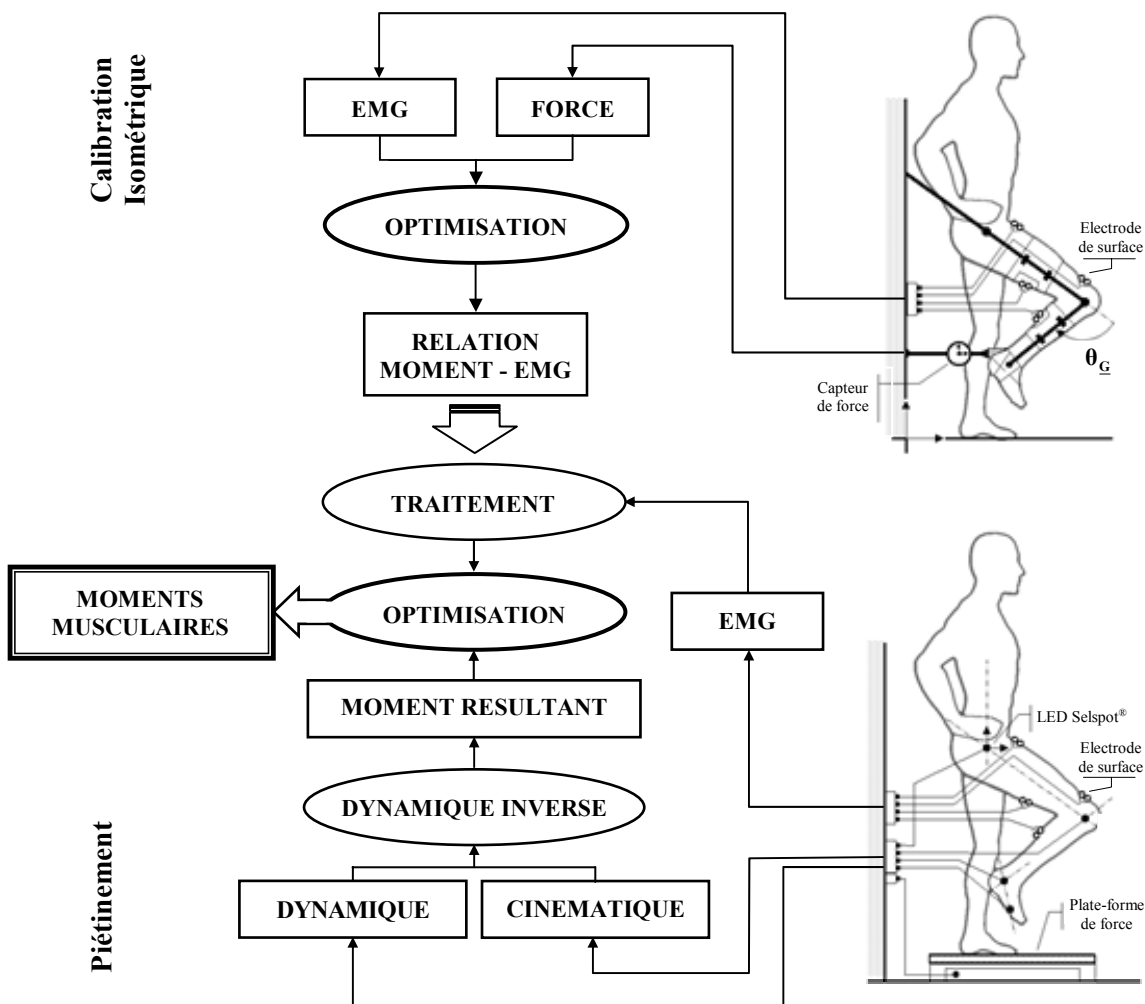 Calibration
Isométrique
EMG
FORCE
OPTIMISATION
RELATION
MOMENT - EMG
Electrode
de surface
θG
Capteur
de force
TRAITEMENT
MOMENTS
MUSCULAIRES
OPTIMISATION
EMG
MOMENT RESULTANT
LED Selspot®
Electrode
de surface
DYNAMIQUE INVERSE
Piétinement
DYNAMIQUE
CINEMATIQUE
Plate-forme
de force